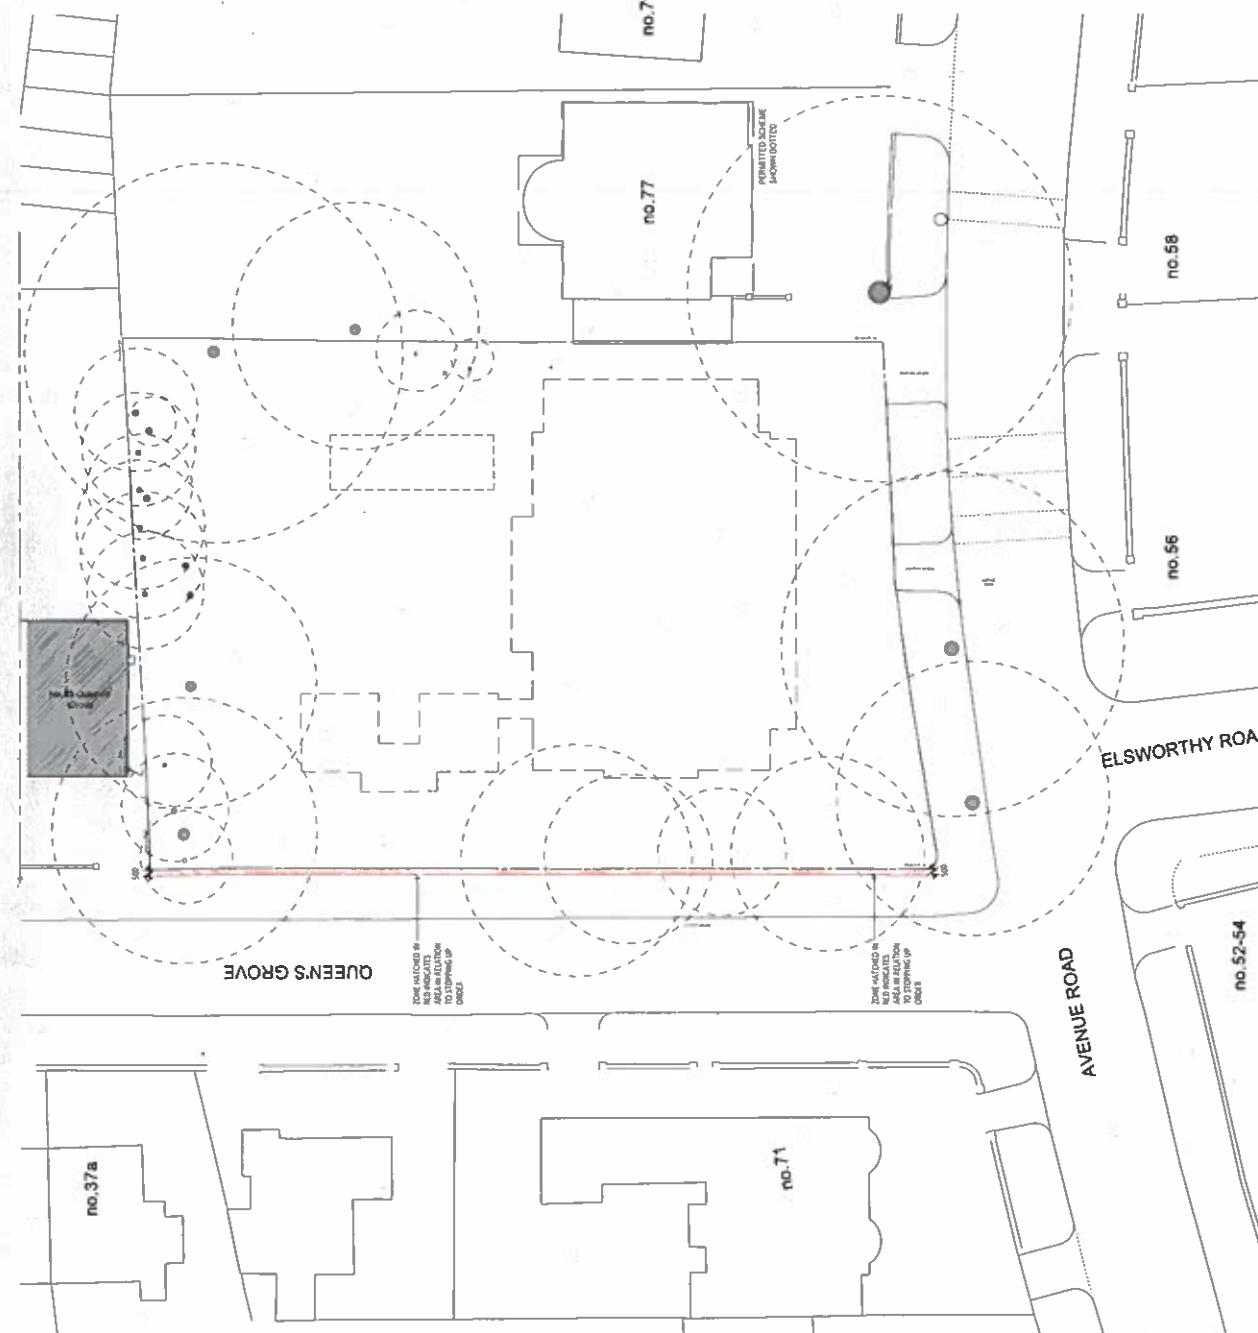 no.7
PERMITTED SCHEME
SHOWN DOTTED
no.77
no.58
no.56
ELSWORTHY ROA
500
500
QUEEN'S GROVE
ZONE HATCHED IN
RED INDICATES
AREA IN RELATION
TO STOPPING UP
ORDER
ZONE HATCHED IN
RED INDICATES
AREA IN RELATION
TO STOPPING UP
ORDER
AVENUE ROAD
no.52-54
no.37a
no.71